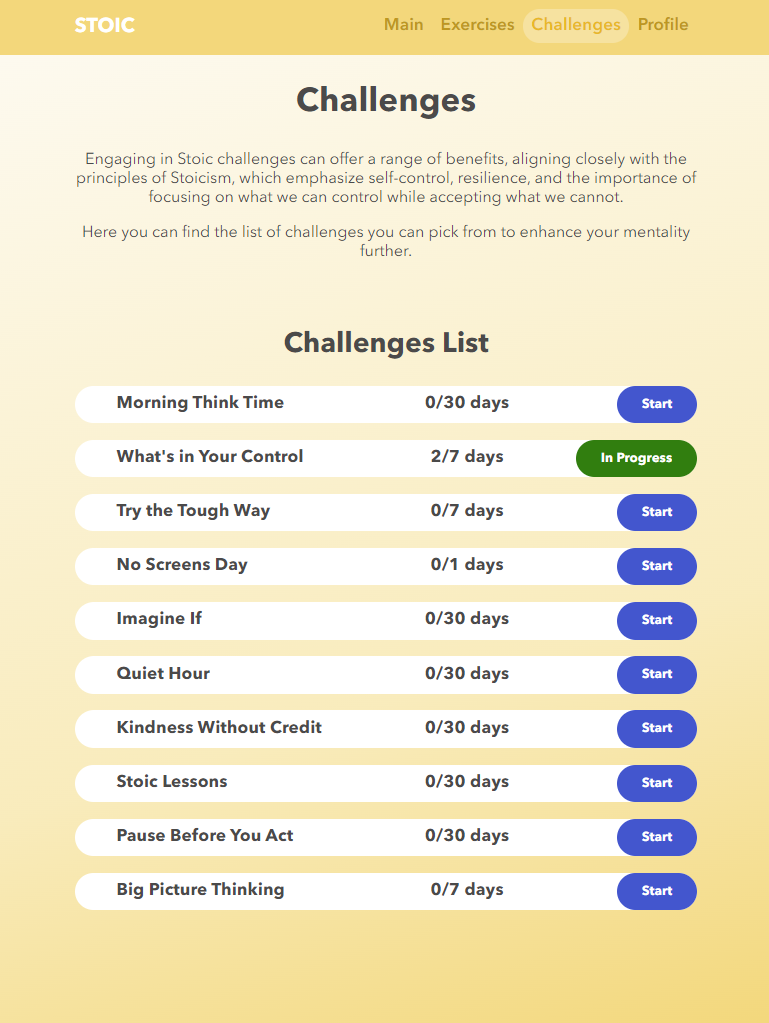 STOIC Main Exercises Challenges Profile
Challenges
Engaging in Stoic challenges can offer a range of benefits, aligning closely with the
principles of Stoicism, which emphasize self-control, resilience, and the importance of
focusing on what we can control while accepting what we cannot.
Here you can find the list of challenges you can pick from to enhance your mentality
further.
Challenges List
Morning Think Time 0/30 days Start
What's in Your Control 2/7 days In Progress
Try the Tough Way 0/7 days Start
No Screens Day 0/1 days Start
Imagine If 0/30 days Start
Quiet Hour 0/30 days Start
Kindness Without Credit 0/30 days Start
Stoic Lessons 0/30 days Start
Pause Before You Act 0/30 days Start
Big Picture Thinking 0/7 days Start